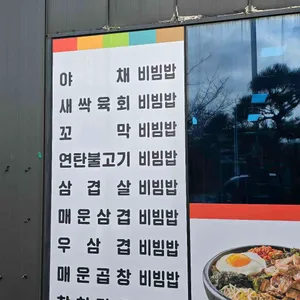 야 채 비빔밥
새싹육회 비빔밥
꼬 막 비빔밥
연탄불고기 비빔밥
삼 겹 살 비빔밥
매운삼겹 비빔밥
우 삼 겹 비빔밥
매운곱창 비빔밥